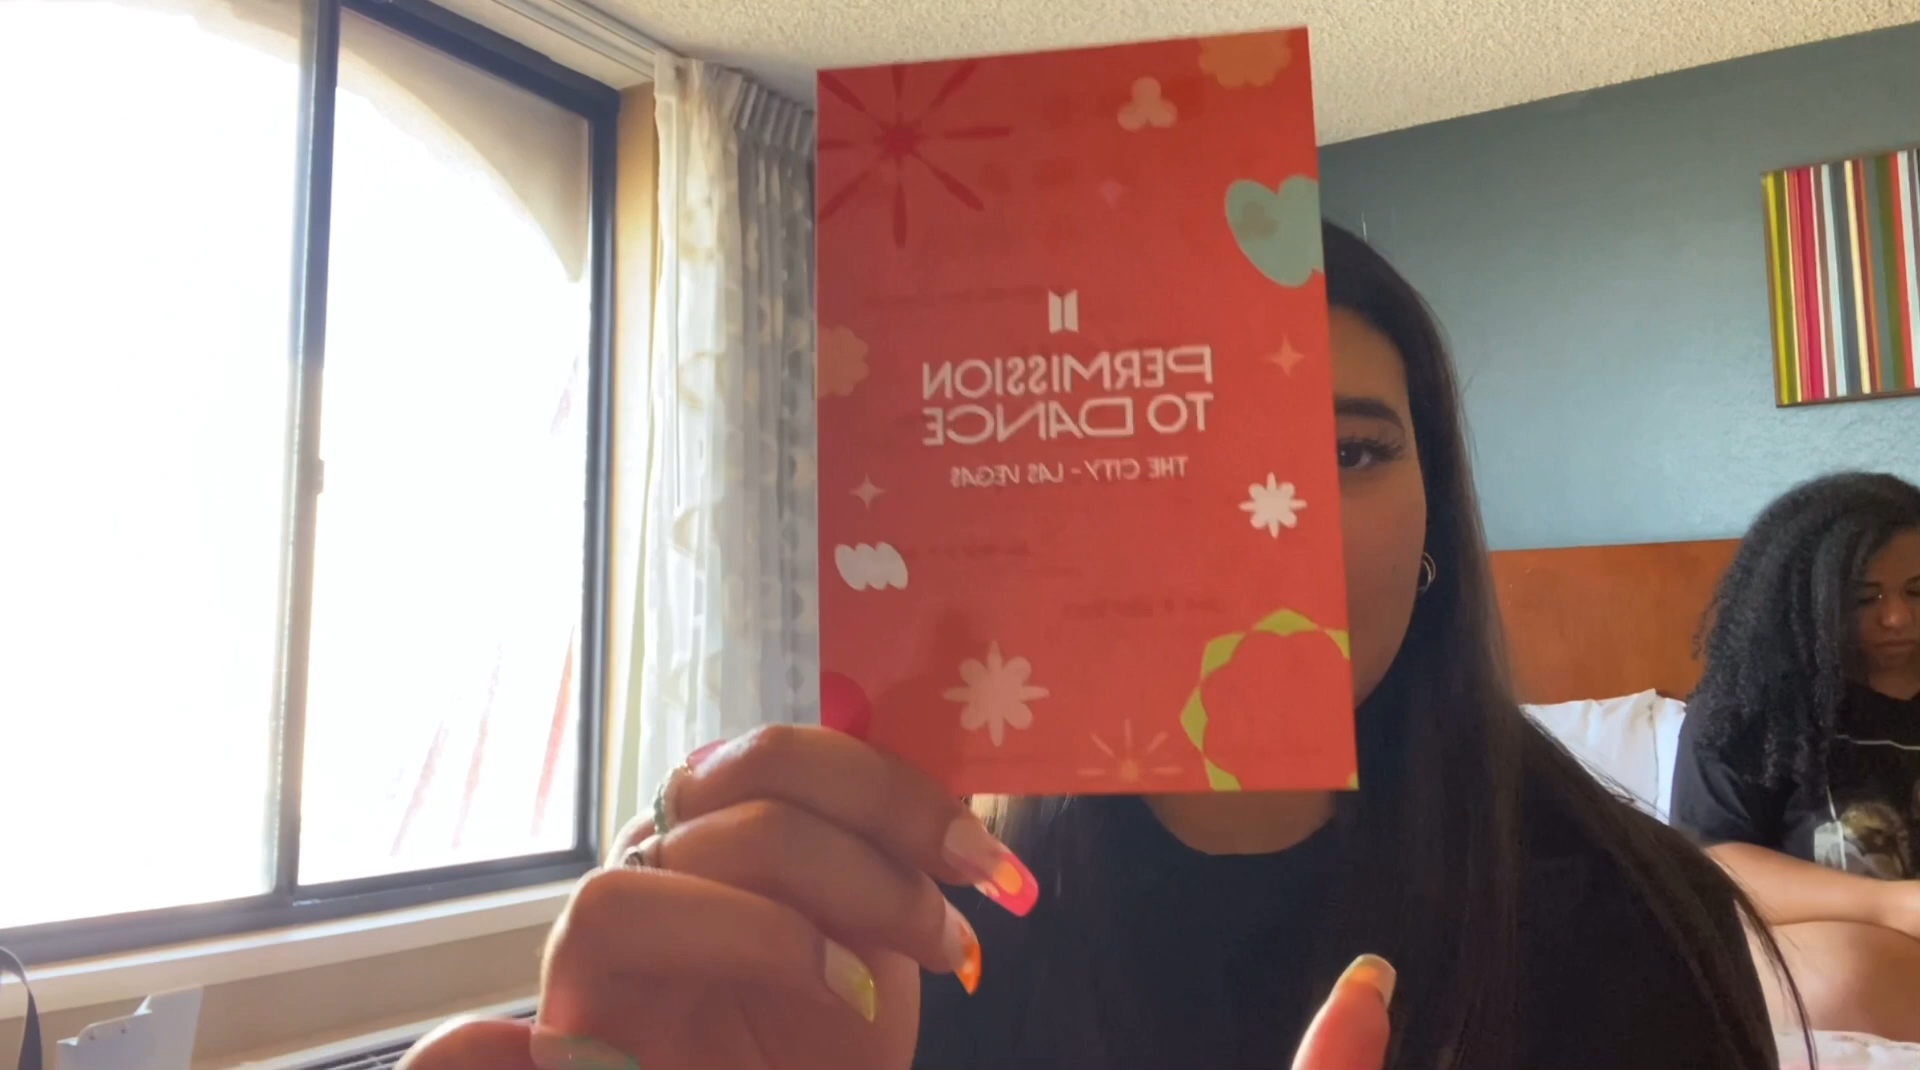 PERMISSION
TO DANCE
THE CITY - LAS VEGAS